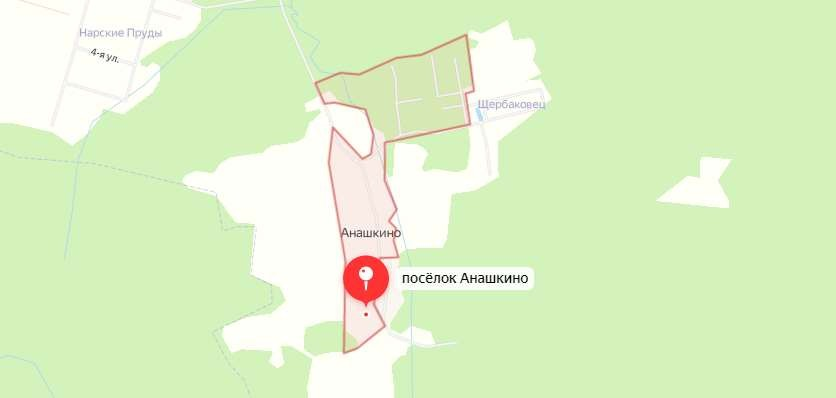 Нарские Пруды
4-я ул.
Щербаковец
Анашкино
посёлок Анашкино